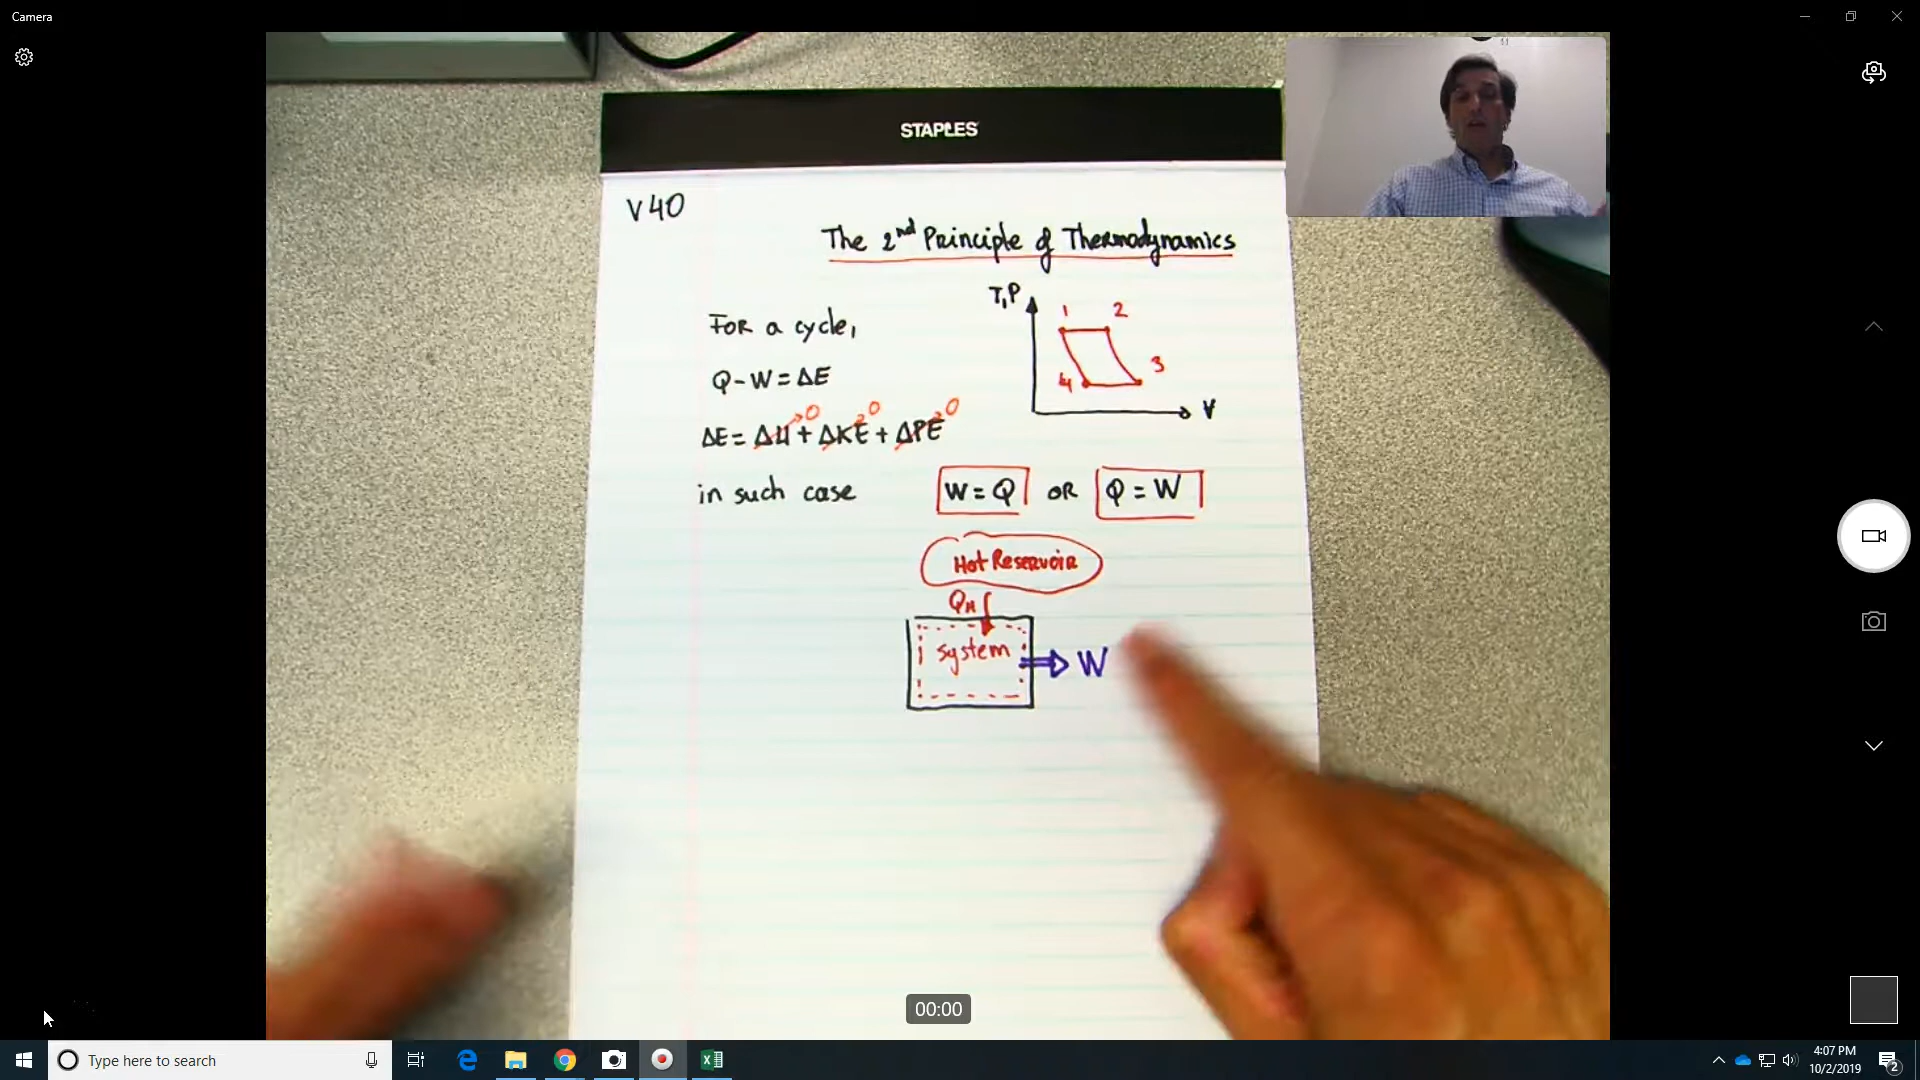 Camera
STAPLES
V40
The 2nd Principle of Thermodynamics
T,P
1 2
For a cycle,
3
Q-W=ΔE
4
V
0 0 0
ΔE = ΔU + ΔKE + ΔPE
in such case W = Q OR Q = W
Hot Reservoir
QH
system
W
00:00
Type here to search
4:07 PM
10/2/2019
2